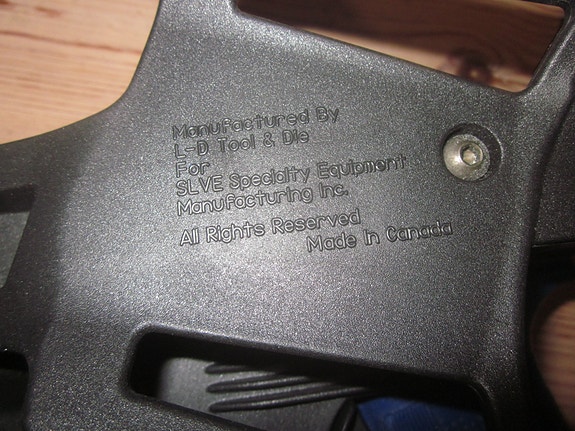 Manufactured By
L-D Tool & Die
For
SLVE Specialty Equipment
Manufacturing Inc.
All Rights Reserved
Made In Canada